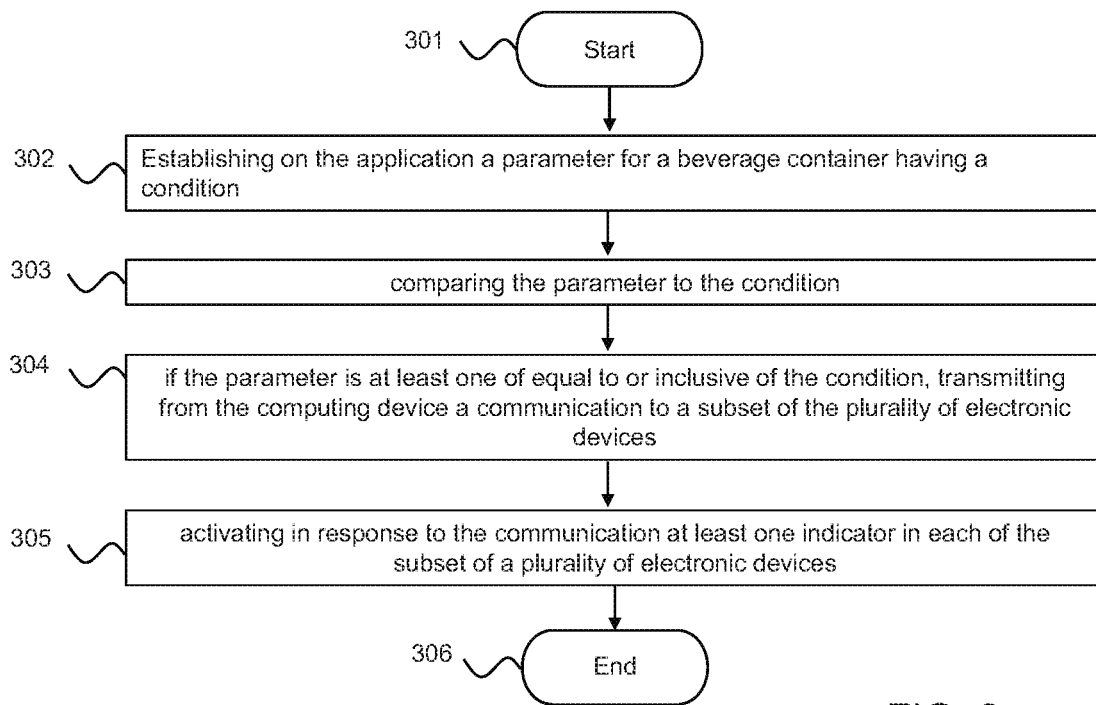 301
Start
302
Establishing on the application a parameter for a beverage container having a
condition
303
comparing the parameter to the condition
304
if the parameter is at least one of equal to or inclusive of the condition, transmitting
from the computing device a communication to a subset of the plurality of electronic
devices
305
activating in response to the communication at least one indicator in each of the
subset of a plurality of electronic devices
306
End